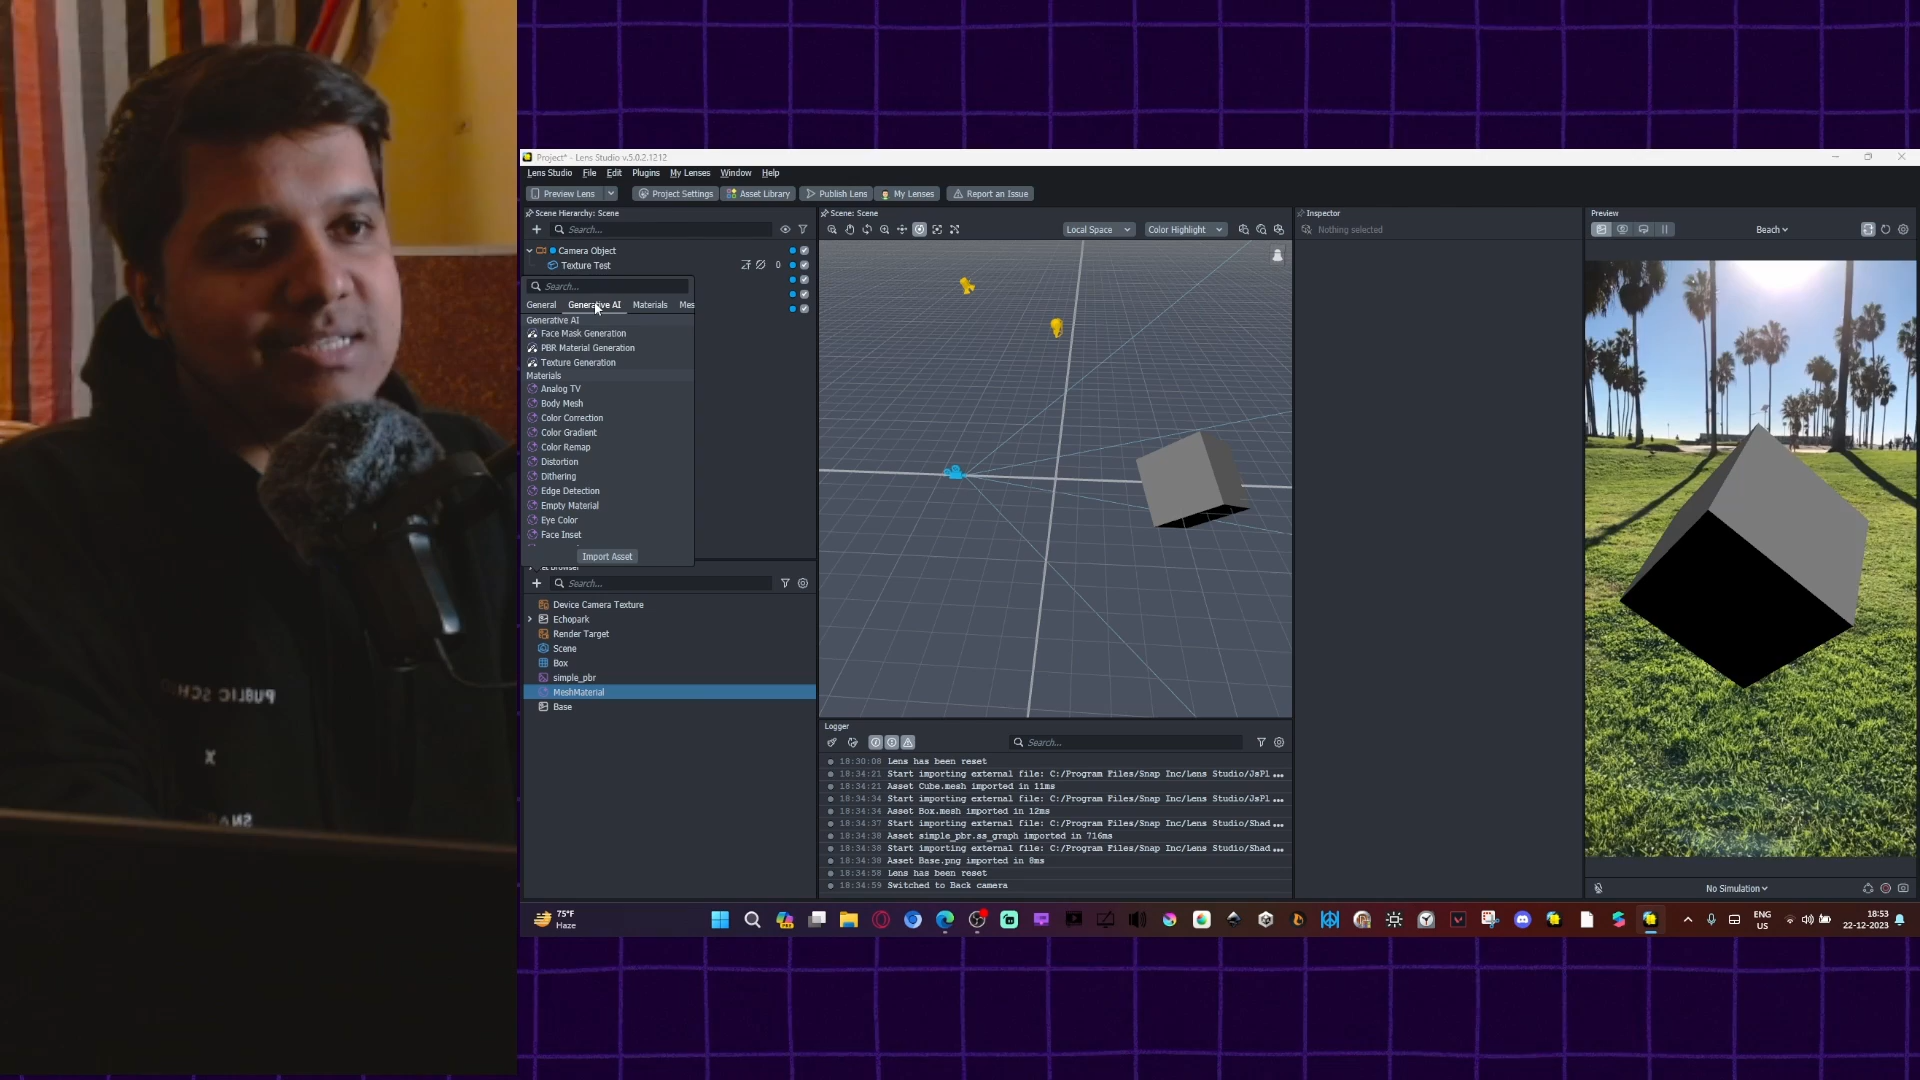 PUBLIC SCH
X
SNAP
Project* - Lens Studio v.5.0.2.1212
Lens Studio File Edit Plugins My Lenses Window Help
Preview Lens Project Settings Asset Library Publish Lens My Lenses Report an Issue
Scene Hierarchy: Scene
Search...
Camera Object
Texture Test 0
Search...
General Generative AI Materials Mes
Generative AI
Face Mask Generation
PBR Material Generation
Texture Generation
Materials
Analog TV
Body Mesh
Color Correction
Color Gradient
Color Remap
Distortion
Dithering
Edge Detection
Empty Material
Eye Color
Face Inset
Import Asset
Search...
Device Camera Texture
Echopark
Render Target
Scene
Box
simple_pbr
MeshMaterial
Base
Scene: Scene
Local Space Color Highlight
Logger
Search...
18:30:08 Lens has been reset
18:34:21 Start importing external file: C:/Program Files/Snap Inc/Lens Studio/JsPl ...
18:34:21 Asset Cube.mesh imported in 11ms
18:34:34 Start importing external file: C:/Program Files/Snap Inc/Lens Studio/JsPl ...
18:34:34 Asset Box.mesh imported in 12ms
18:34:37 Start importing external file: C:/Program Files/Snap Inc/Lens Studio/Shad ...
18:34:38 Asset simple_pbr.ss_graph imported in 716ms
18:34:38 Start importing external file: C:/Program Files/Snap Inc/Lens Studio/Shad ...
18:34:38 Asset Base.png imported in 8ms
18:34:58 Lens has been reset
18:34:59 Switched to Back camera
Inspector
Nothing selected
Preview
Beach
No Simulation
75°F
Haze
ENG
US
18:53
22-12-2023